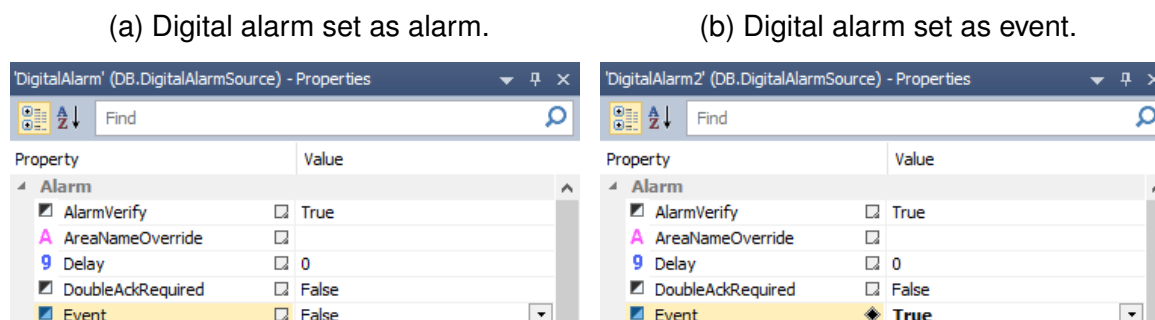 (a) Digital alarm set as alarm.
'DigitalAlarm' (DB.DigitalAlarmSource) - Properties
Find
Property Value
Alarm
AlarmVerify True
AreaNameOverride
Delay 0
DoubleAckRequired False
Event False
(b) Digital alarm set as event.
'DigitalAlarm2' (DB.DigitalAlarmSource) - Properties
Find
Property Value
Alarm
AlarmVerify True
AreaNameOverride
Delay 0
DoubleAckRequired False
Event True